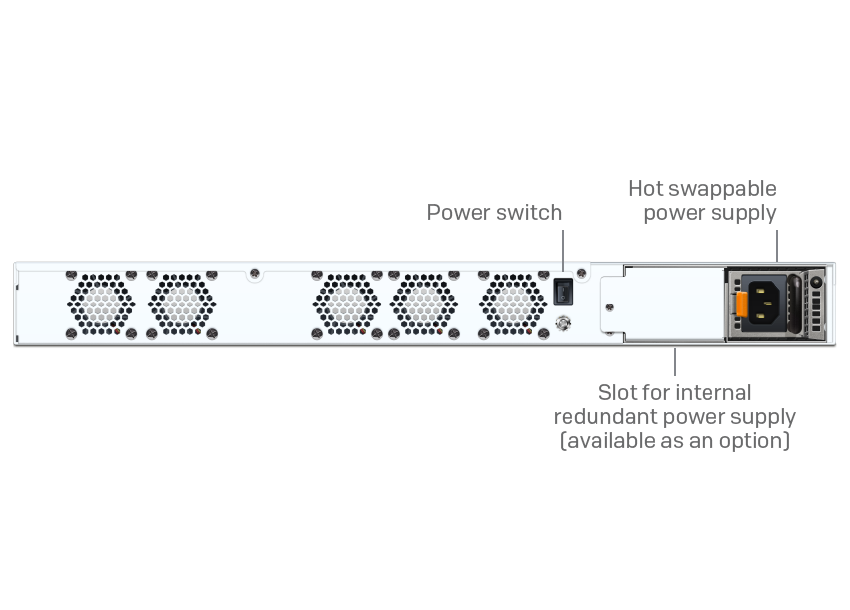 Hot swappable
power supply
Power switch
Slot for internal
redundant power supply
(available as an option)